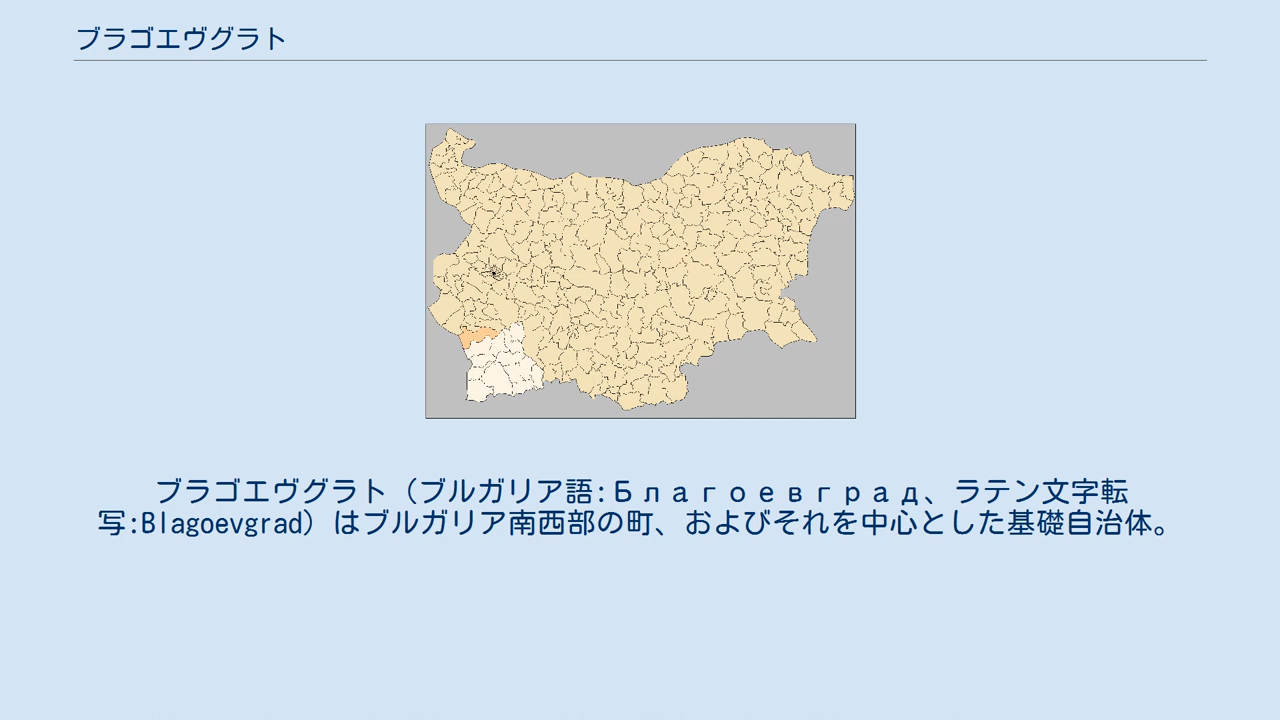 ブラゴエヴグラト
ブラゴエヴグラト（ブルガリア語:Благоевград、ラテン文字転
写:Blagoevgrad）はブルガリア南西部の町、およびそれを中心とした基礎自治体。